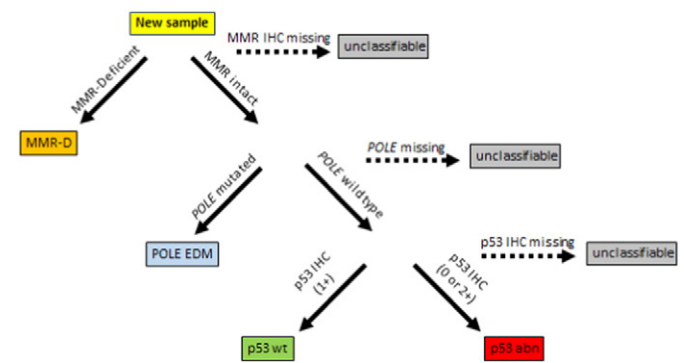 New sample
MMR IHC missing
unclassifiable
MMR-Deficient
MMR intact
MMR-D
POLE missing
unclassifiable
POLE mutated
POLE wildtype
POLE EDM
p53 IHC missing
unclassifiable
p53 IHC
(1+)
p53 IHC
(0 or 2+)
p53 wt
p53 abn